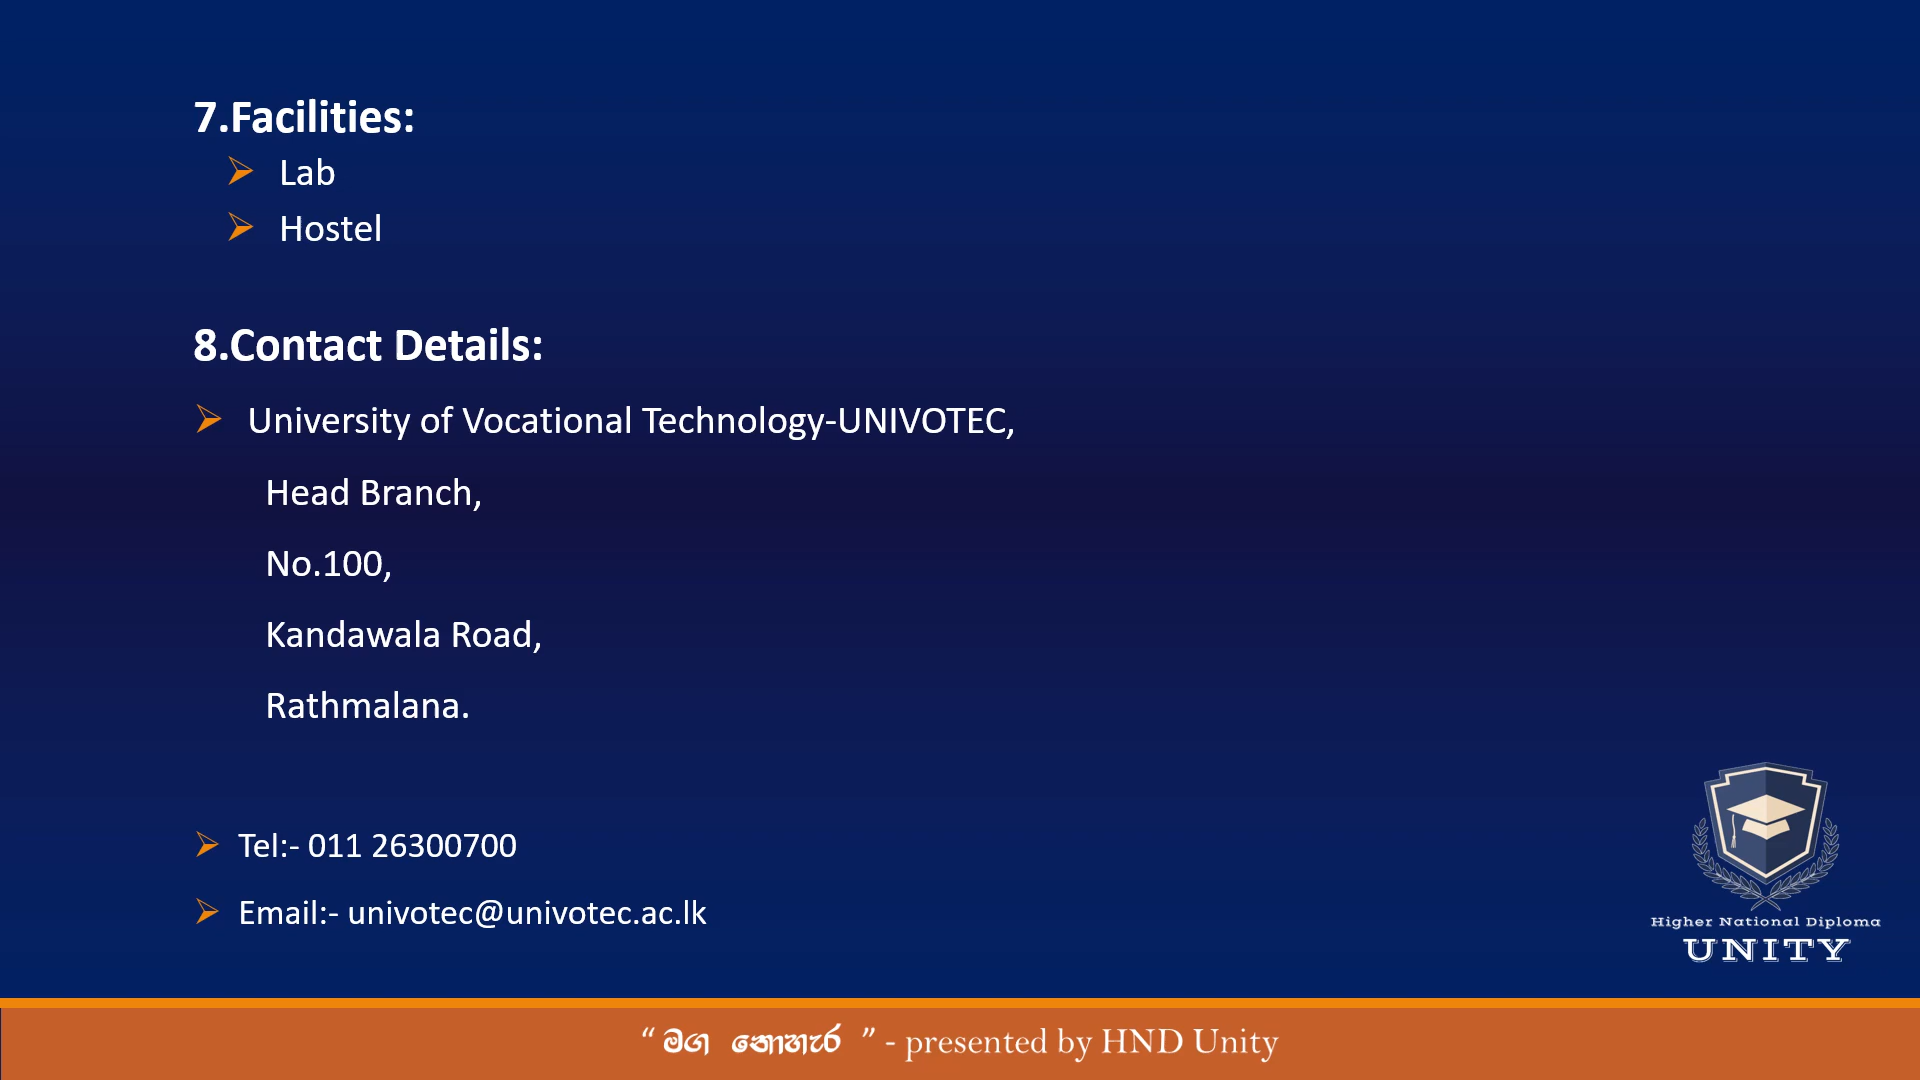 7.Facilities:
Lab
Hostel
8.Contact Details:
University of Vocational Technology-UNIVOTEC,
Head Branch,
No.100,
Kandawala Road,
Rathmalana.
Tel:- 011 26300700
Email:- univotec@univotec.ac.lk
Higher National Diploma
UNITY
“ මග නොහැර ” - presented by HND Unity